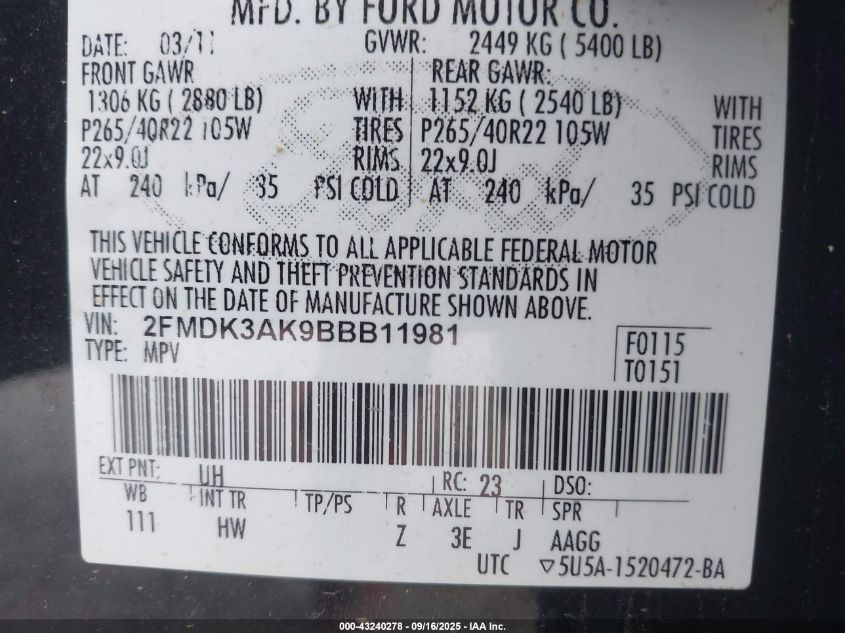 MFD. BY FORD MOTOR CO.
DATE: 03/11 GVWR: 2449 KG ( 5400 LB)
FRONT GAWR REAR GAWR:
1306 KG ( 2880 LB) WITH 1152 KG ( 2540 LB) WITH
P265/40R22 105W TIRES P265/40R22 105W TIRES
22x9.0J RIMS 22x9.0J RIMS
AT 240 kPa/ 35 PSI COLD AT 240 kPa/ 35 PSI COLD
THIS VEHICLE CONFORMS TO ALL APPLICABLE FEDERAL MOTOR
VEHICLE SAFETY AND THEFT PREVENTION STANDARDS IN
EFFECT ON THE DATE OF MANUFACTURE SHOWN ABOVE.
VIN: 2FMDK3AK9BBB11981
TYPE: MPV
F0115
T0151
EXT PNT: UH RC: 23 DSO:
WB INT TR TP/PS R AXLE TR SPR
111 HW Z 3E J AAGG
UTC ▽5U5A-1520472-BA
000-43240278 - 09/16/2025 - IAA Inc.